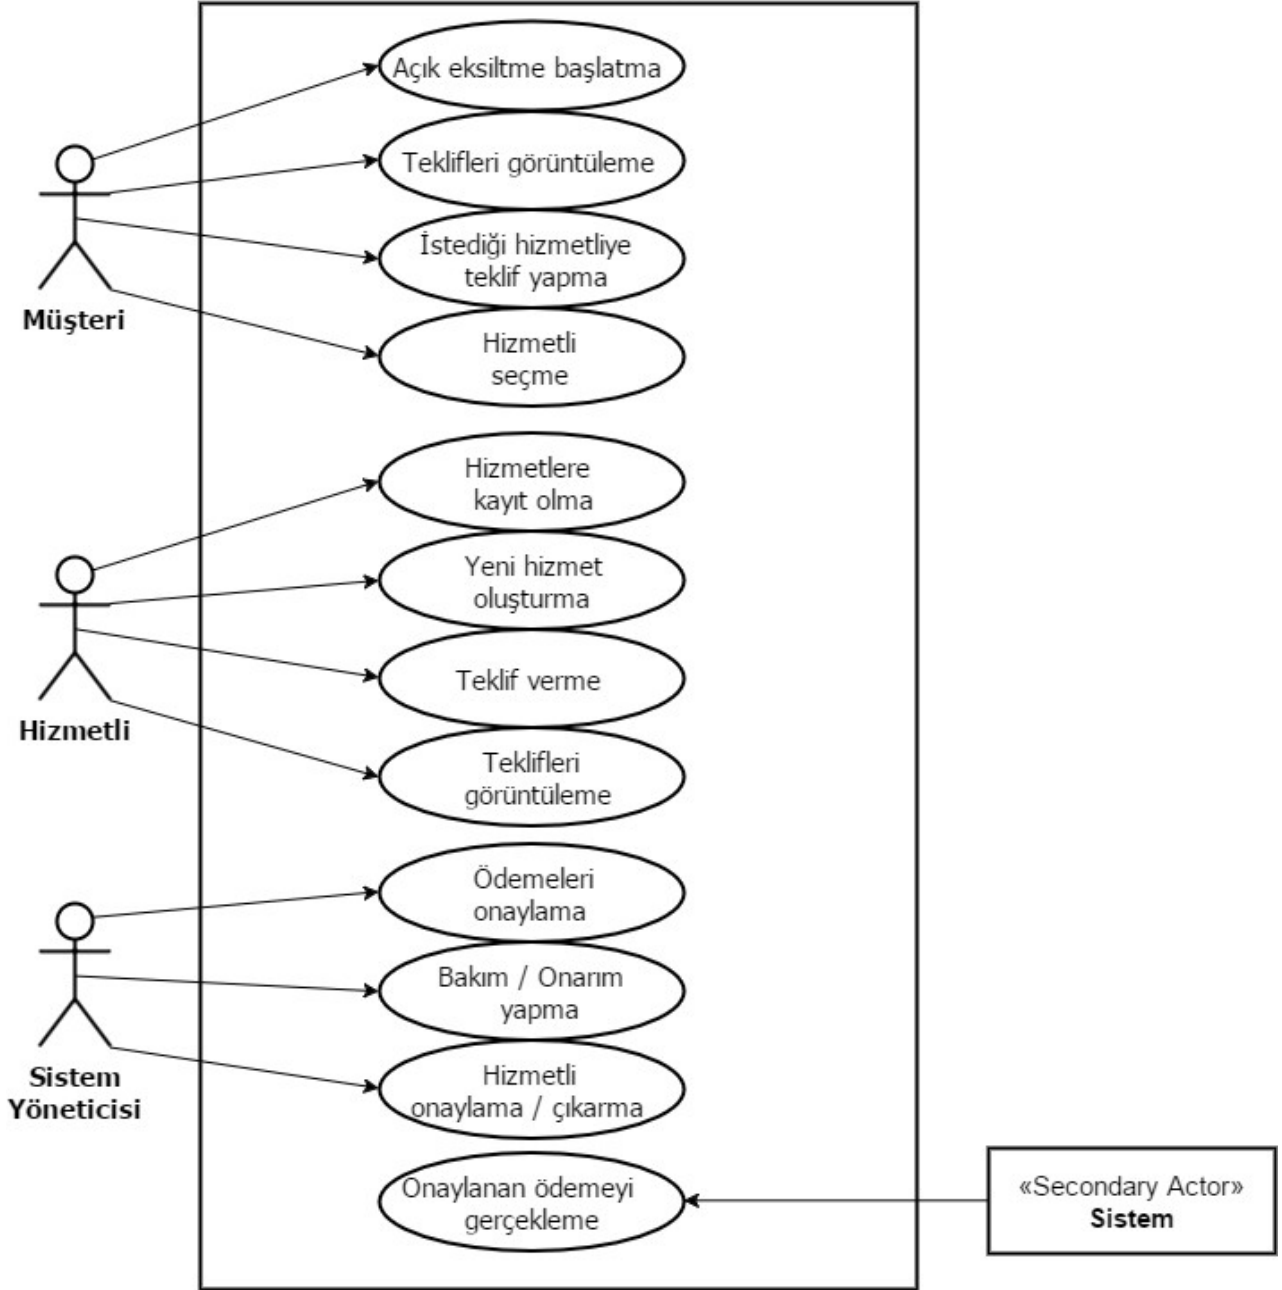 Açık eksiltme başlatma
Teklifleri görüntüleme
İstediği hizmetliye
teklif yapma
Hizmetli
seçme
Müşteri
Hizmetlere
kayıt olma
Yeni hizmet
oluşturma
Teklif verme
Teklifleri
görüntüleme
Hizmetli
Ödemeleri
onaylama
Bakım / Onarım
yapma
Hizmetli
onaylama / çıkarma
Sistem
Yöneticisi
Onaylanan ödemeyi
gerçekleme
«Secondary Actor»
Sistem